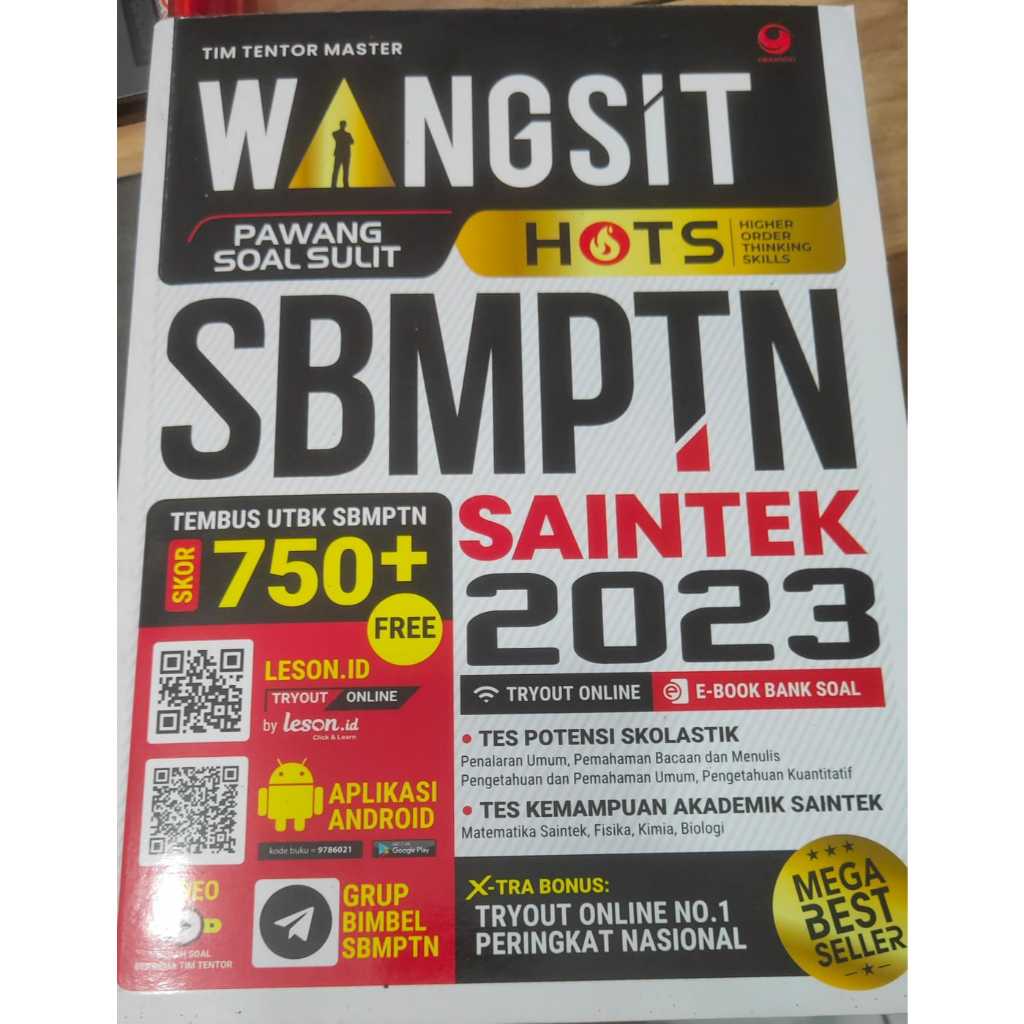 TIM TENTOR MASTER
WANGSIT
PAWANG
SOAL SULIT
HOTS
HIGHER
ORDER
THINKING
SKILLS
SBMPTN
SAINTEK
2023
TEMBUS UTBK SBMPTN
SKOR
750+
FREE
LESON.ID
TRYOUT ONLINE
by leson.id
Click & Learn
APLIKASI
ANDROID
kode buku = 9786021
Google Play
GRUP
BIMBEL
SBMPTN
TIM TENTOR
TRYOUT ONLINE
E-BOOK BANK SOAL
• TES POTENSI SKOLASTIK
Penalaran Umum, Pemahaman Bacaan dan Menulis
Pengetahuan dan Pemahaman Umum, Pengetahuan Kuantitatif
• TES KEMAMPUAN AKADEMIK SAINTEK
Matematika Saintek, Fisika, Kimia, Biologi
X-TRA BONUS:
TRYOUT ONLINE NO.1
PERINGKAT NASIONAL
MEGA
BEST
SELLER